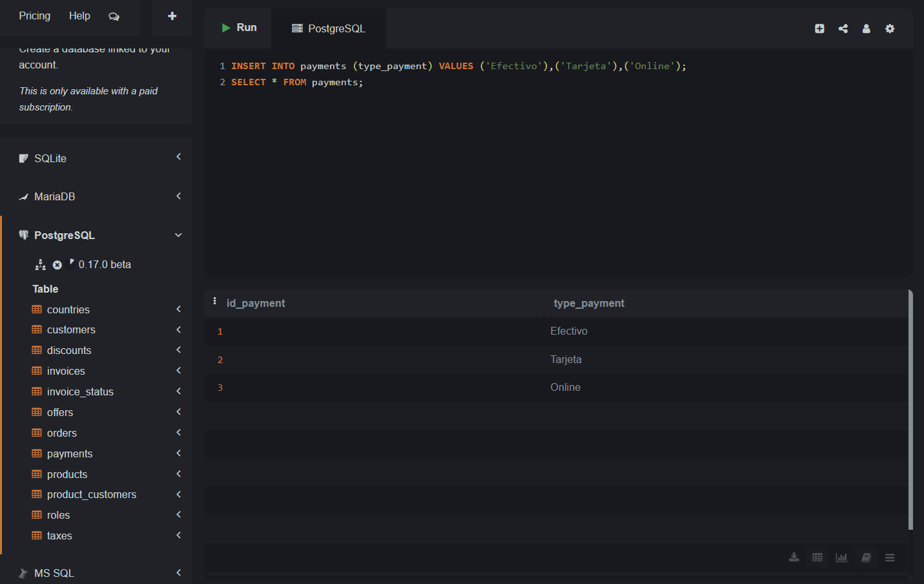 Pricing Help
Create a database linked to your
account.
This is only available with a paid
subscription.
SQLite
MariaDB
PostgreSQL
0.17.0 beta
Table
countries
customers
discounts
invoices
invoice_status
offers
orders
payments
products
product_customers
roles
taxes
MS SQL
Run PostgreSQL
1 INSERT INTO payments (type_payment) VALUES ('Efectivo'),('Tarjeta'),('Online');
2 SELECT * FROM payments;
id_payment type_payment
1 Efectivo
2 Tarjeta
3 Online